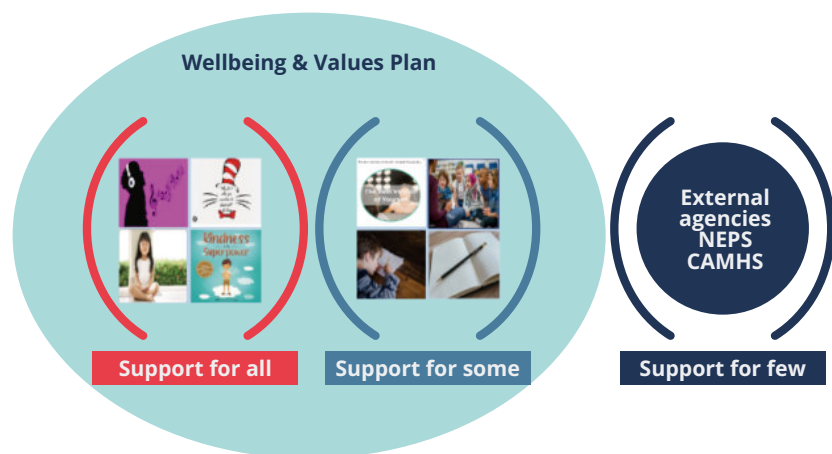 Wellbeing & Values Plan
Kindness
Superpower
External
agencies
NEPS
CAMHS
Support for all
Support for some
Support for few